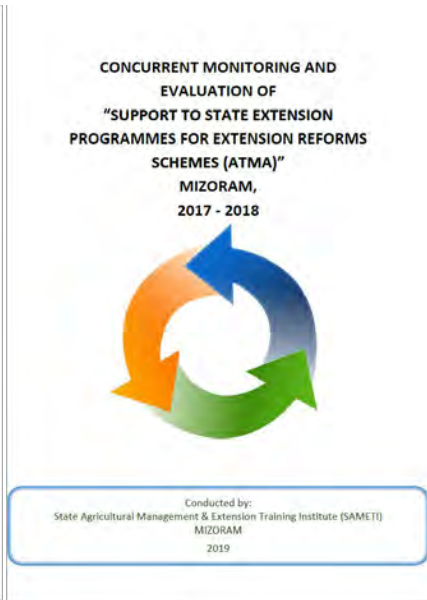 CONCURRENT MONITORING AND
EVALUATION OF
“SUPPORT TO STATE EXTENSION
PROGRAMMES FOR EXTENSION REFORMS
SCHEMES (ATMA)”
MIZORAM,
2017 - 2018
Conducted by:
State Agricultural Management & Extension Training Institute (SAMETI)
MIZORAM
2019